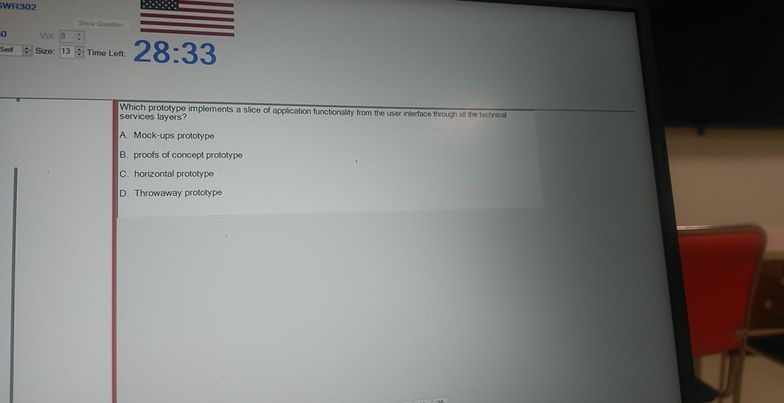 SWR302
Show Question
Vol 8
Serif Size: 13 Time Left:
28:33
Which prototype implements a slice of application functionality from the user interface through all the technical
services layers?
A. Mock-ups prototype
B. proofs of concept prototype
C. horizontal prototype
D. Throwaway prototype